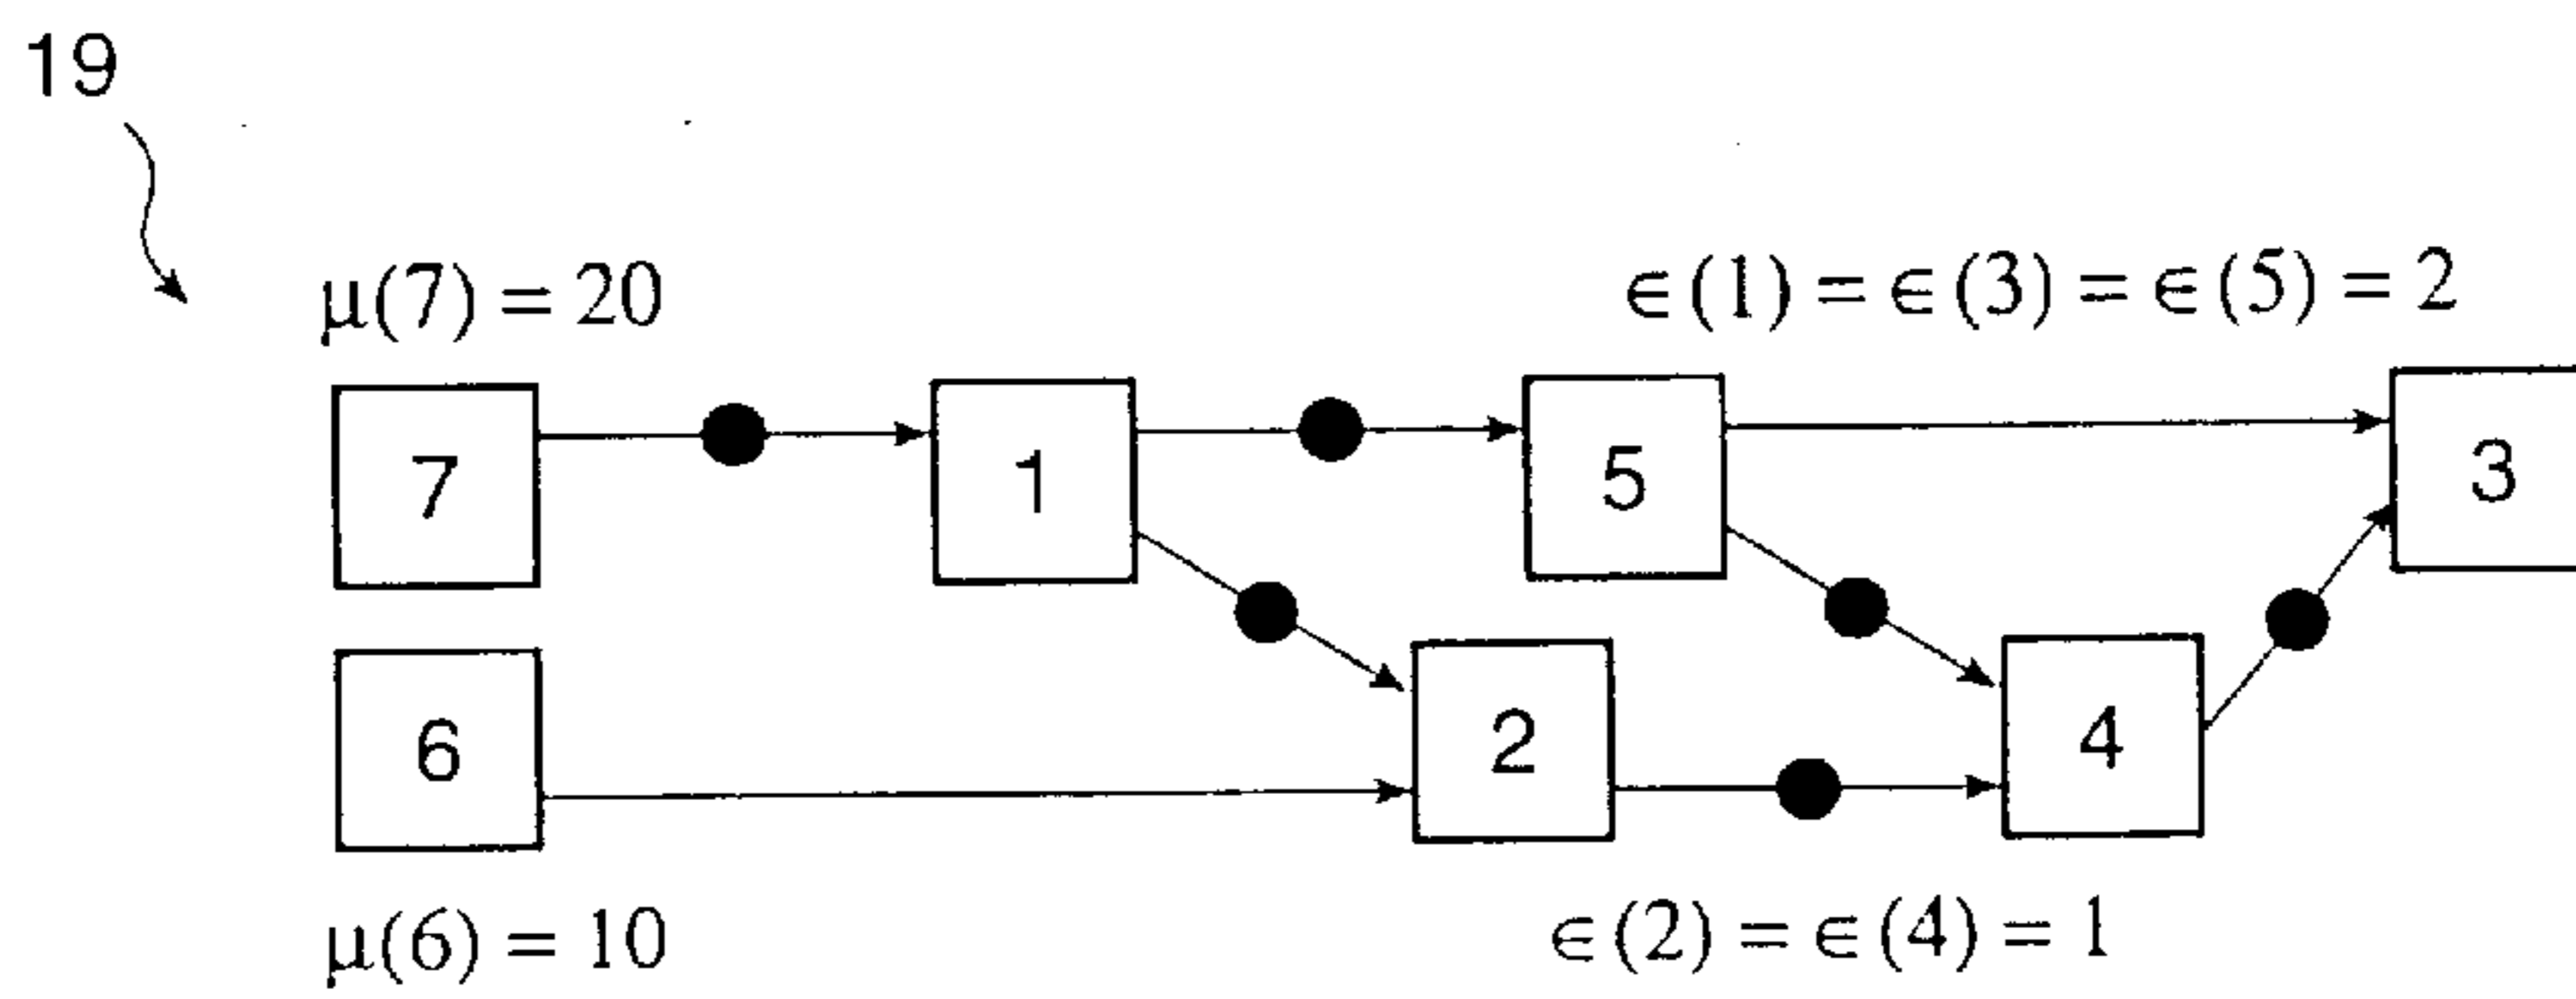 19
μ(7) = 20
∈(1) = ∈(3) = ∈(5) = 2
7
1
5
3
6
2
4
μ(6) = 10
∈(2) = ∈(4) = 1